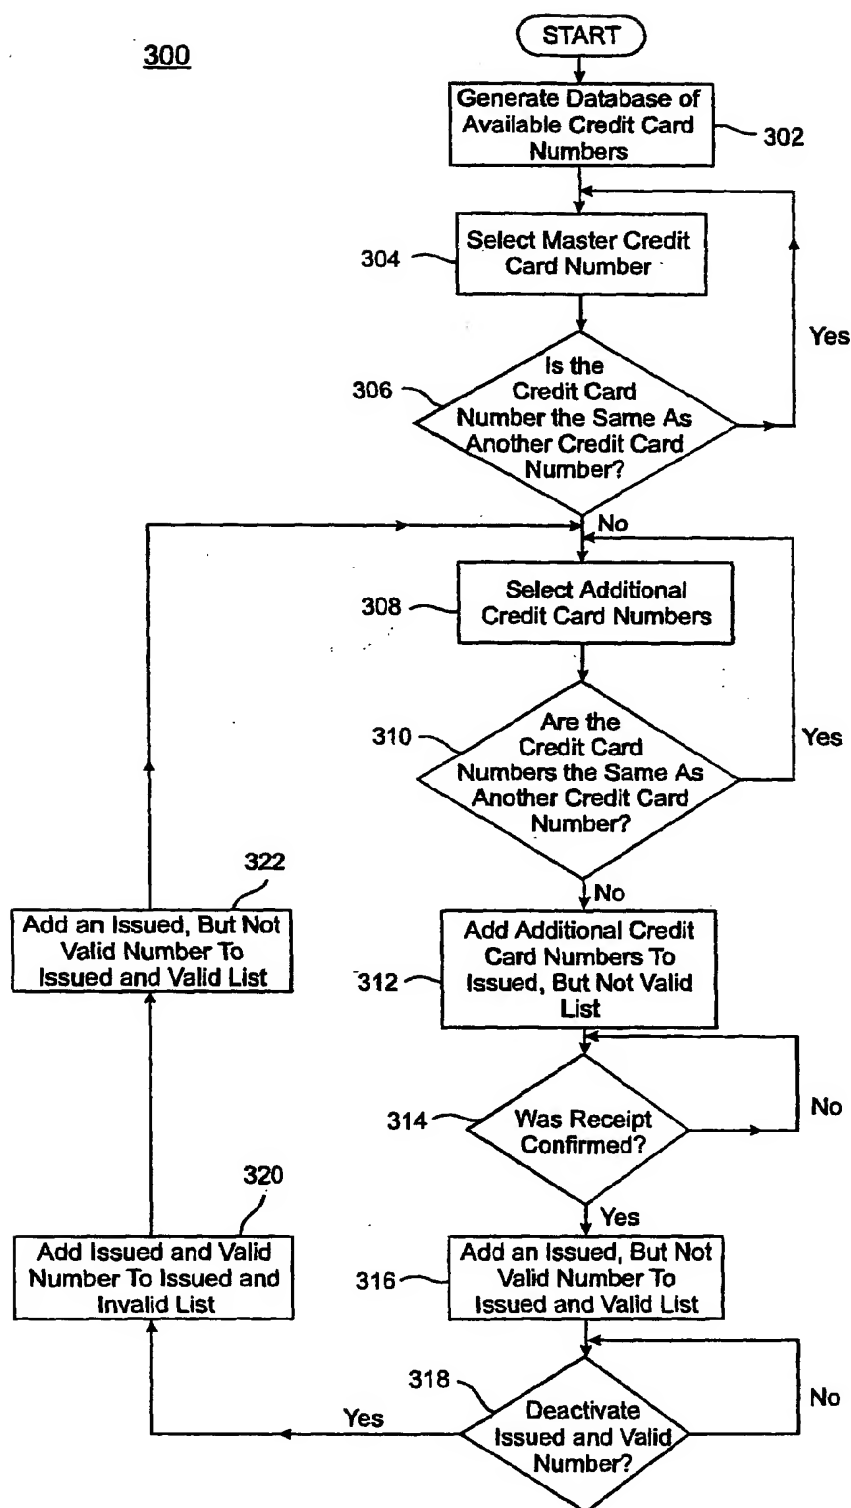 300
START
Generate Database of
Available Credit Card
Numbers
302
304
Select Master Credit
Card Number
Yes
306
Is the
Credit Card
Number the Same As
Another Credit Card
Number?
No
308
Select Additional
Credit Card Numbers
310
Are the
Credit Card
Numbers the Same As
Another Credit Card
Number?
Yes
No
322
Add an Issued, But Not
Valid Number To
Issued and Valid List
312
Add Additional Credit
Card Numbers To
Issued, But Not Valid
List
314
Was Receipt
Confirmed?
No
Yes
320
Add Issued and Valid
Number To Issued and
Invalid List
316
Add an Issued, But Not
Valid Number To
Issued and Valid List
318
Deactivate
Issued and Valid
Number?
No
Yes